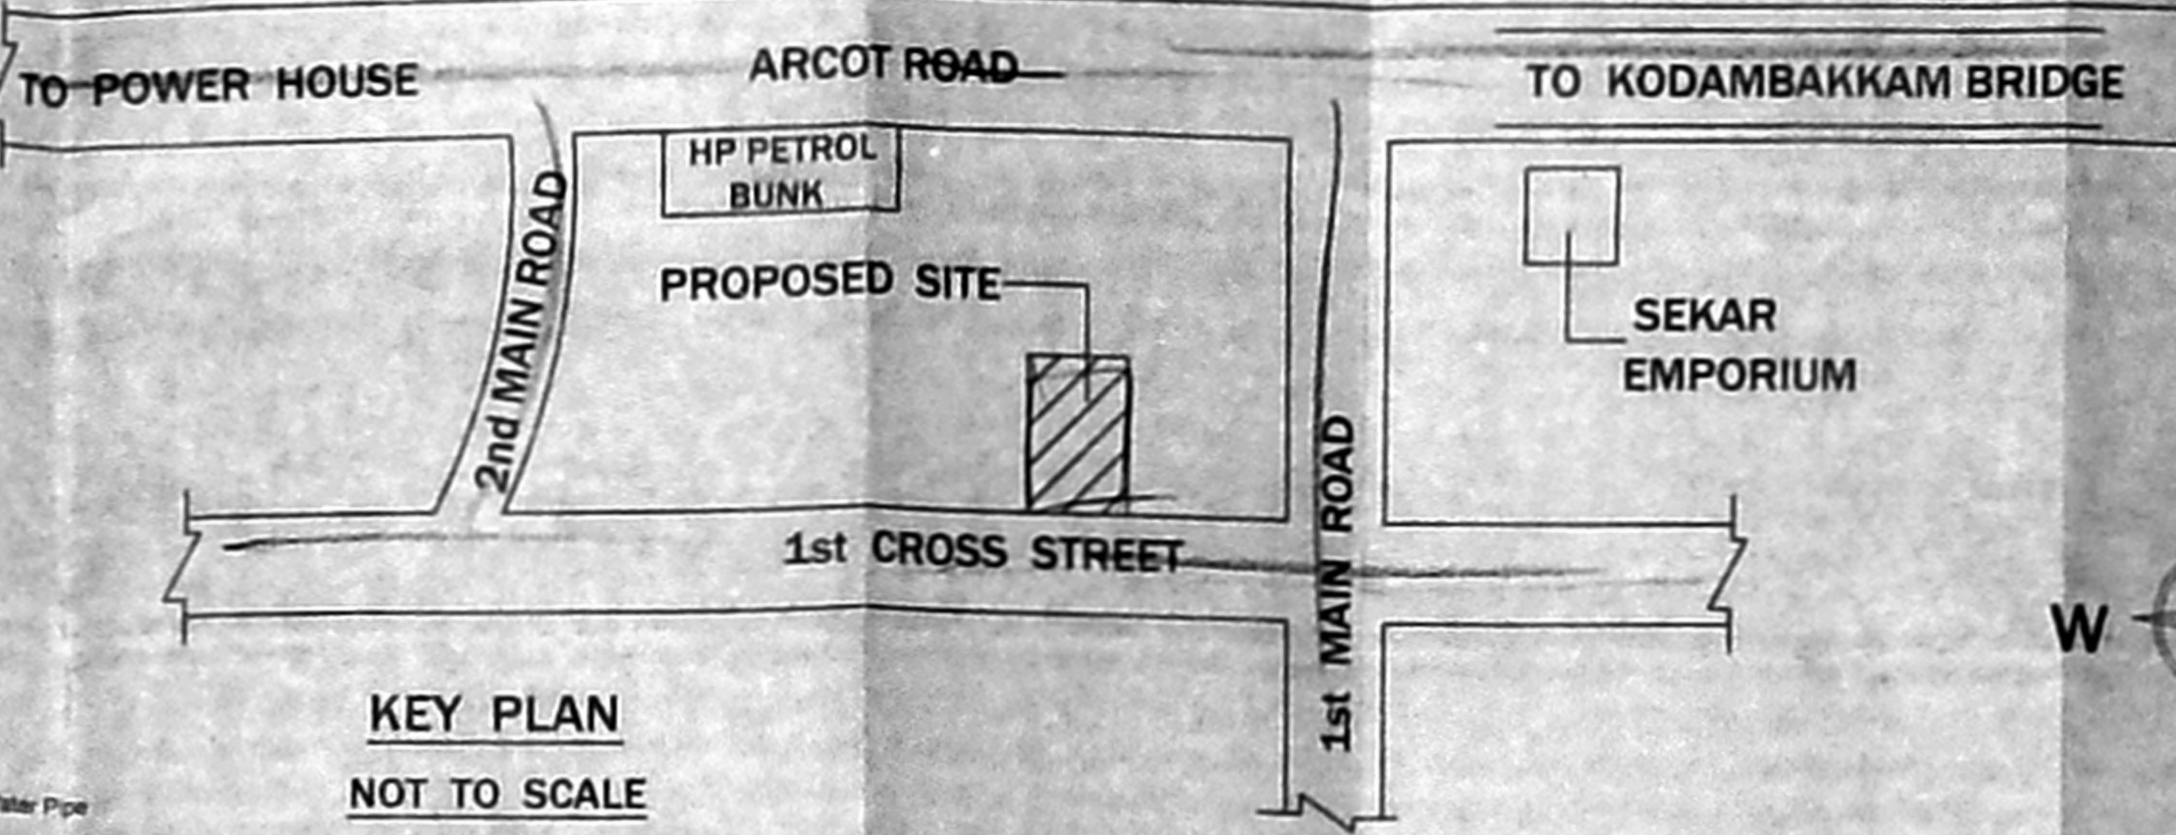 ARCOT ROAD
TO POWER HOUSE
TO KODAMBAKKAM BRIDGE
HP PETROL
BUNK
2nd MAIN ROAD
PROPOSED SITE
SEKAR
EMPORIUM
1st CROSS STREET
1st MAIN ROAD
W
KEY PLAN
NOT TO SCALE
Pipe